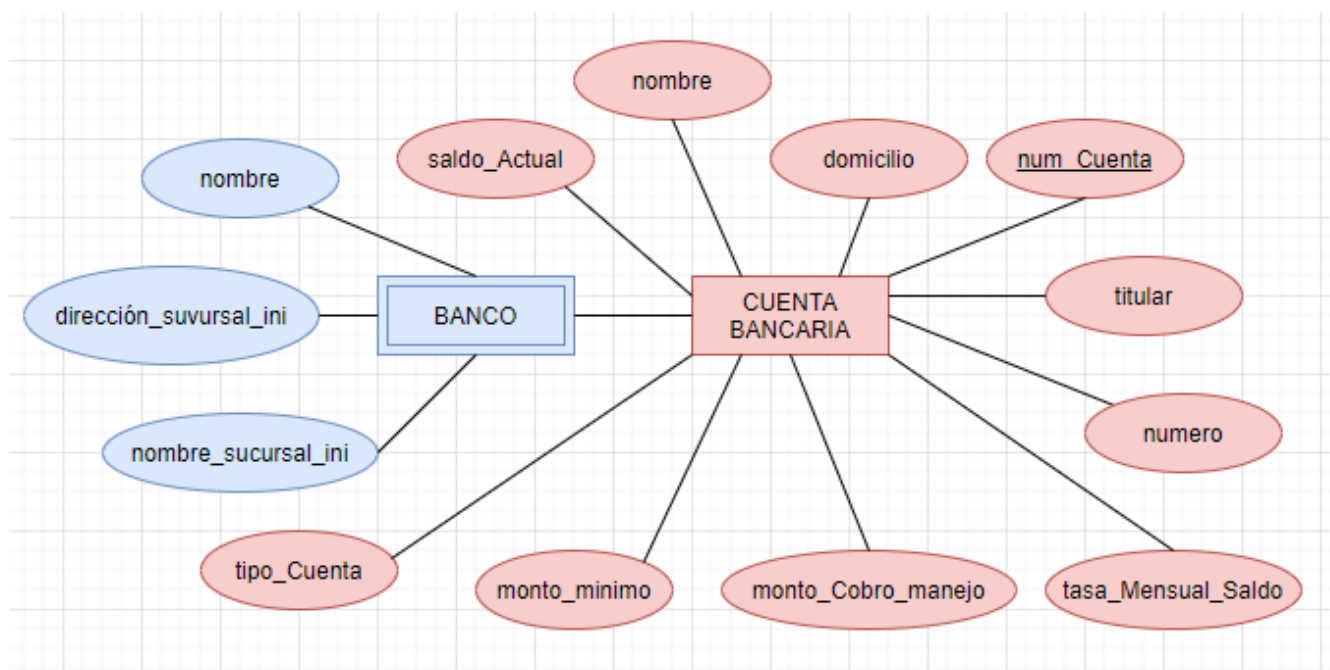 nombre
saldo_Actual
domicilio
num_Cuenta
nombre
titular
dirección_suvursal_ini
BANCO
CUENTA
BANCARIA
numero
nombre_sucursal_ini
tipo_Cuenta
monto_minimo
monto_Cobro_manejo
tasa_Mensual_Saldo